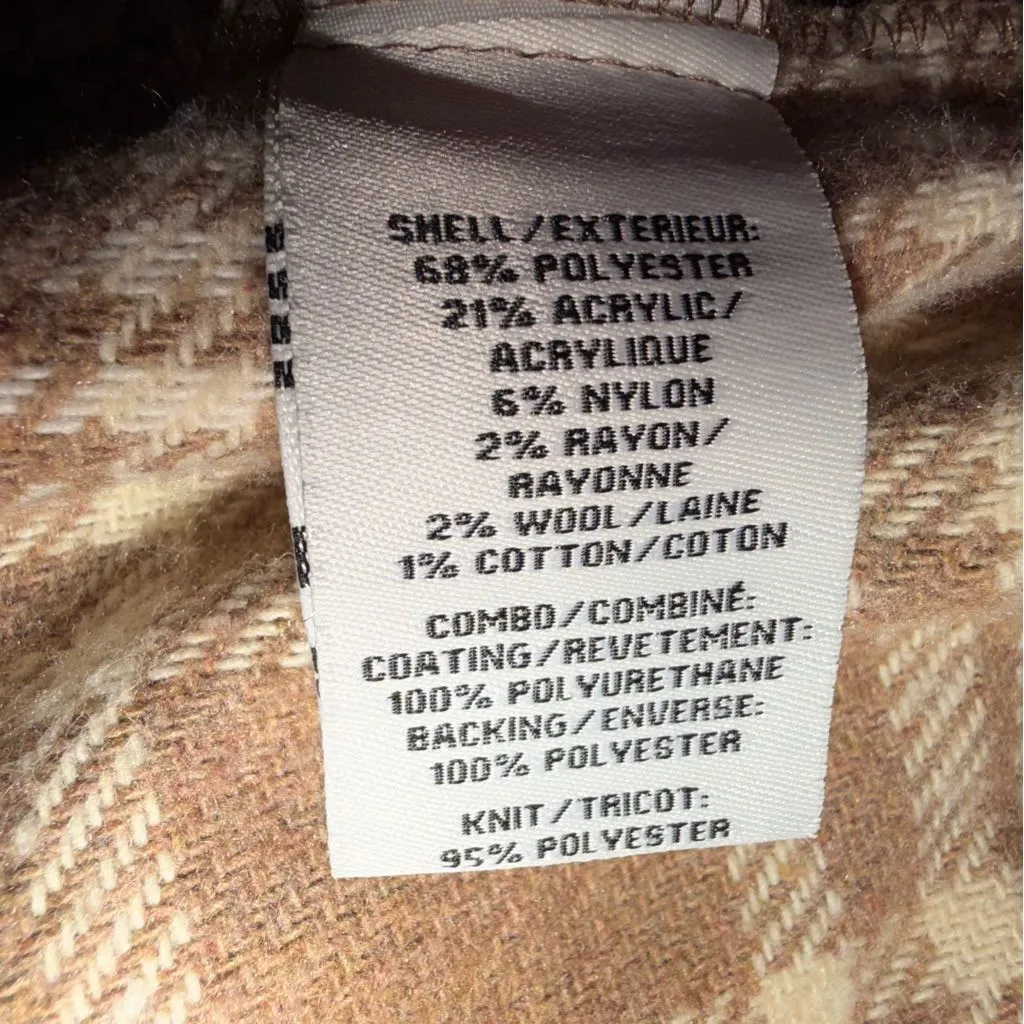 SHELL/EXTERIEUR:
68% POLYESTER
21% ACRYLIC/
ACRYLIQUE
6% NYLON
2% RAYON/
RAYONNE
2% WOOL/LAINE
1% COTTON/COTON
COMBO/COMBINÉ:
COATING/REVETEMENT:
100% POLYURETHANE
BACKING/ENVERSE:
100% POLYESTER
KNIT/TRICOT:
95% POLYESTER